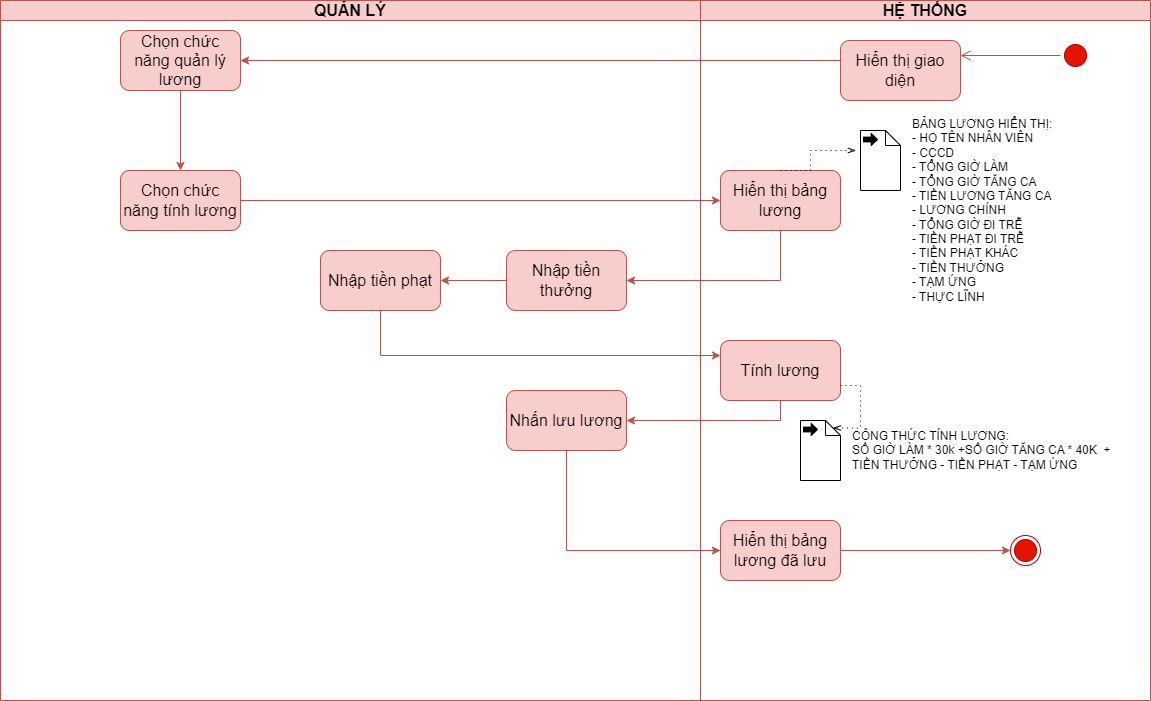 QUẢN LÝ
HỆ THỐNG
Chọn chức
năng quản lý
lương
Hiển thị giao
diện
BẢNG LƯƠNG HIỂN THỊ:
- HỌ TÊN NHÂN VIÊN
- CCCD
- TỔNG GIỜ LÀM
- TỔNG GIỜ TĂNG CA
- TIỀN LƯƠNG TĂNG CA
- LƯƠNG CHÍNH
- TỔNG GIỜ ĐI TRỄ
- TIỀN PHẠT ĐI TRỄ
- TIỀN PHẠT KHÁC
- TIỀN THƯỞNG
- TẠM ỨNG
- THỰC LĨNH
Chọn chức
năng tính lương
Hiển thị bảng
lương
Nhập tiền phạt
Nhập tiền
thưởng
Tính lương
Nhấn lưu lương
CÔNG THỨC TÍNH LƯƠNG:
SỐ GIỜ LÀM * 30k +SỐ GIỜ TĂNG CA * 40K +
TIỀN THƯỞNG - TIỀN PHẠT - TẠM ỨNG
Hiển thị bảng
lương đã lưu